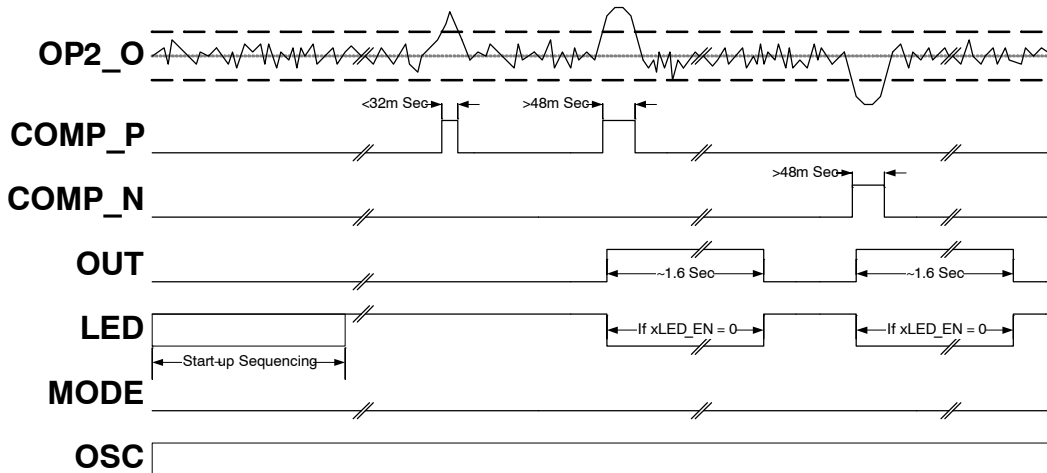 OP2_O
<32m Sec
>48m Sec
COMP_P
>48m Sec
COMP_N
OUT
~1.6 Sec
~1.6 Sec
LED
If xLED_EN = 0
If xLED_EN = 0
Start-up Sequencing
MODE
OSC